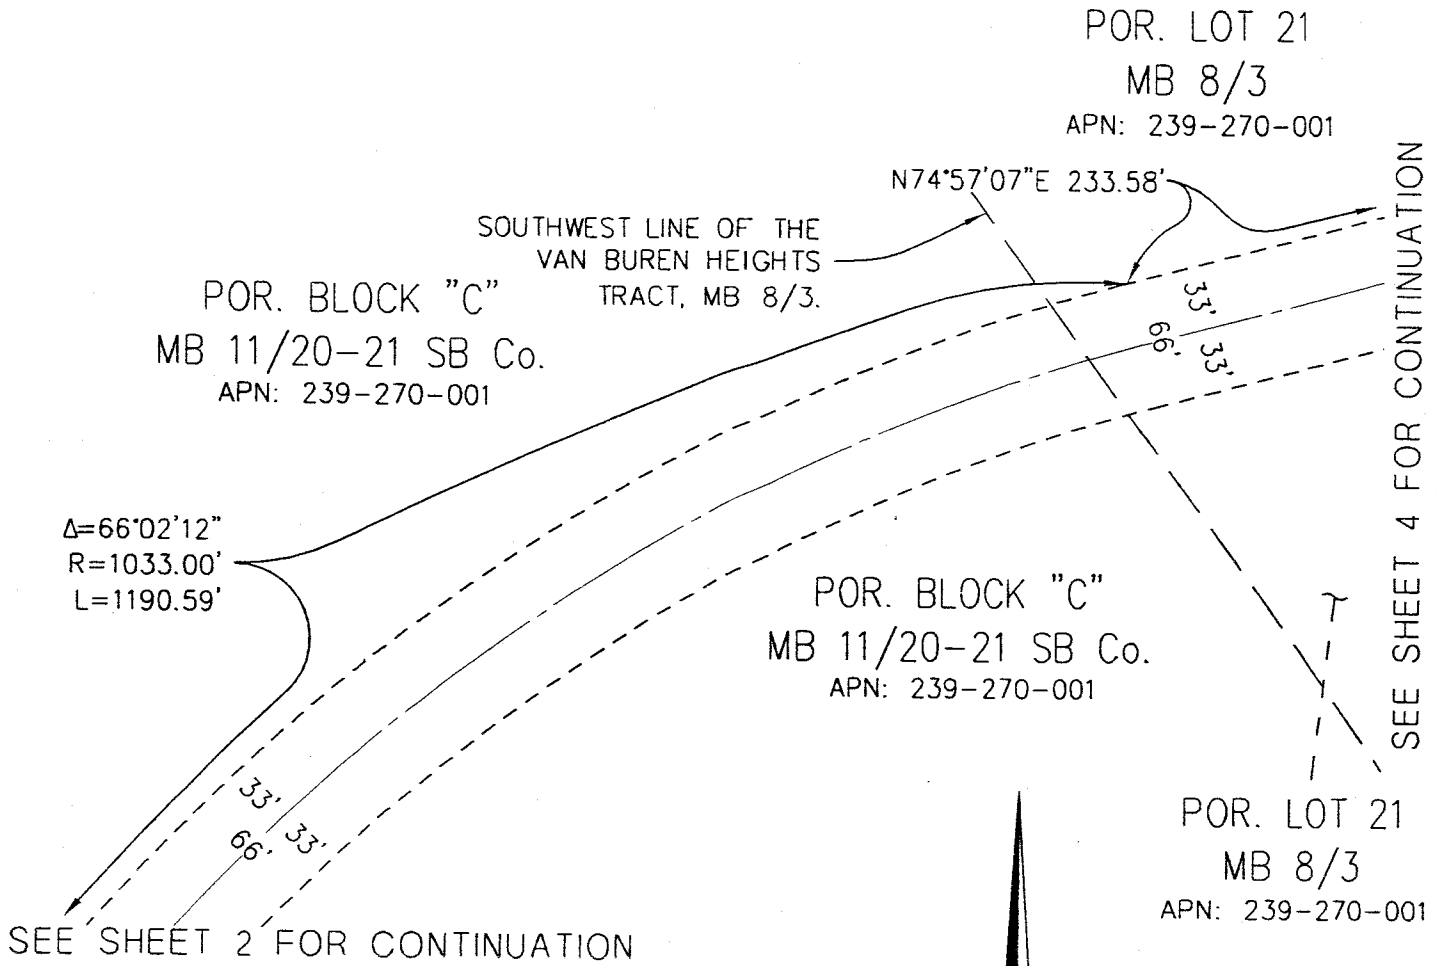 POR. LOT 21
MB 8/3
APN: 239-270-001
N74°57'07"E 233.58'
SOUTHWEST LINE OF THE
VAN BUREN HEIGHTS
TRACT, MB 8/3.
POR. BLOCK "C"
MB 11/20-21 SB Co.
APN: 239-270-001
33'
66'
33'
SEE SHEET 4 FOR CONTINUATION
Δ=66°02'12"
R=1033.00'
L=1190.59'
POR. BLOCK "C"
MB 11/20-21 SB Co.
APN: 239-270-001
33'
66'
33'
POR. LOT 21
MB 8/3
APN: 239-270-001
SEE SHEET 2 FOR CONTINUATION